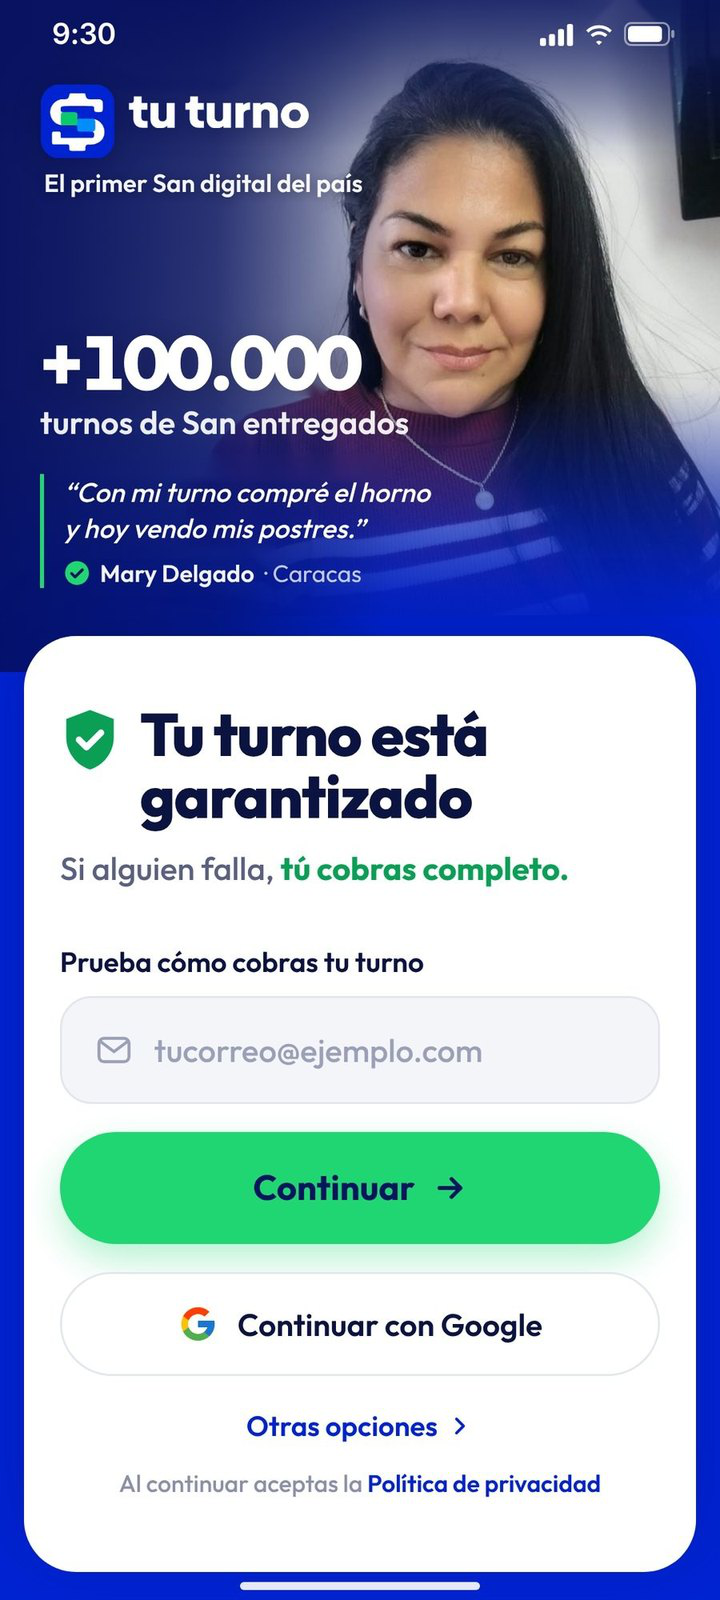 9:30
tu turno
El primer San digital del país
+100.000
turnos de San entregados
“Con mi turno compré el horno
y hoy vendo mis postres.”
Mary Delgado · Caracas
Tu turno está
garantizado
Si alguien falla, tú cobras completo.
Prueba cómo cobras tu turno
tucorreo@ejemplo.com
Continuar →
Continuar con Google
Otras opciones >
Al continuar aceptas la Política de privacidad